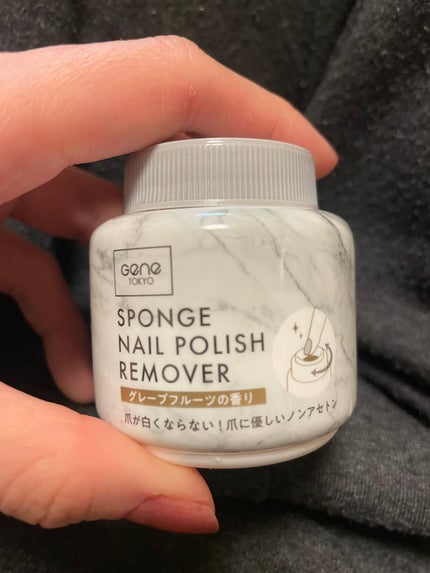 Gene
TOKYO
SPONGE
NAIL POLISH
REMOVER
グレープフルーツの香り
爪が白くならない！爪に優しいノンアセトン